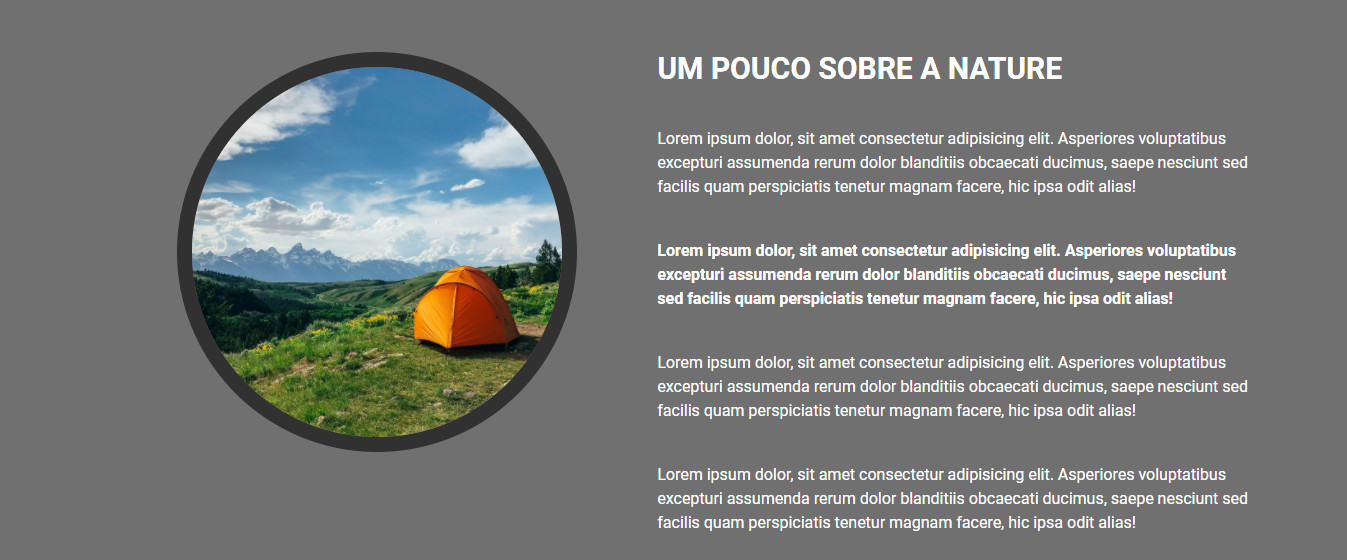 UM POUCO SOBRE A NATURE
Lorem ipsum dolor, sit amet consectetur adipisicing elit. Asperiores voluptatibus
excepturi assumenda rerum dolor blanditiis obcaecati ducimus, saepe nesciunt sed
facilis quam perspiciatis tenetur magnam facere, hic ipsa odit alias!
Lorem ipsum dolor, sit amet consectetur adipisicing elit. Asperiores voluptatibus
excepturi assumenda rerum dolor blanditiis obcaecati ducimus, saepe nesciunt
sed facilis quam perspiciatis tenetur magnam facere, hic ipsa odit alias!
Lorem ipsum dolor, sit amet consectetur adipisicing elit. Asperiores voluptatibus
excepturi assumenda rerum dolor blanditiis obcaecati ducimus, saepe nesciunt sed
facilis quam perspiciatis tenetur magnam facere, hic ipsa odit alias!
Lorem ipsum dolor, sit amet consectetur adipisicing elit. Asperiores voluptatibus
excepturi assumenda rerum dolor blanditiis obcaecati ducimus, saepe nesciunt sed
facilis quam perspiciatis tenetur magnam facere, hic ipsa odit alias!